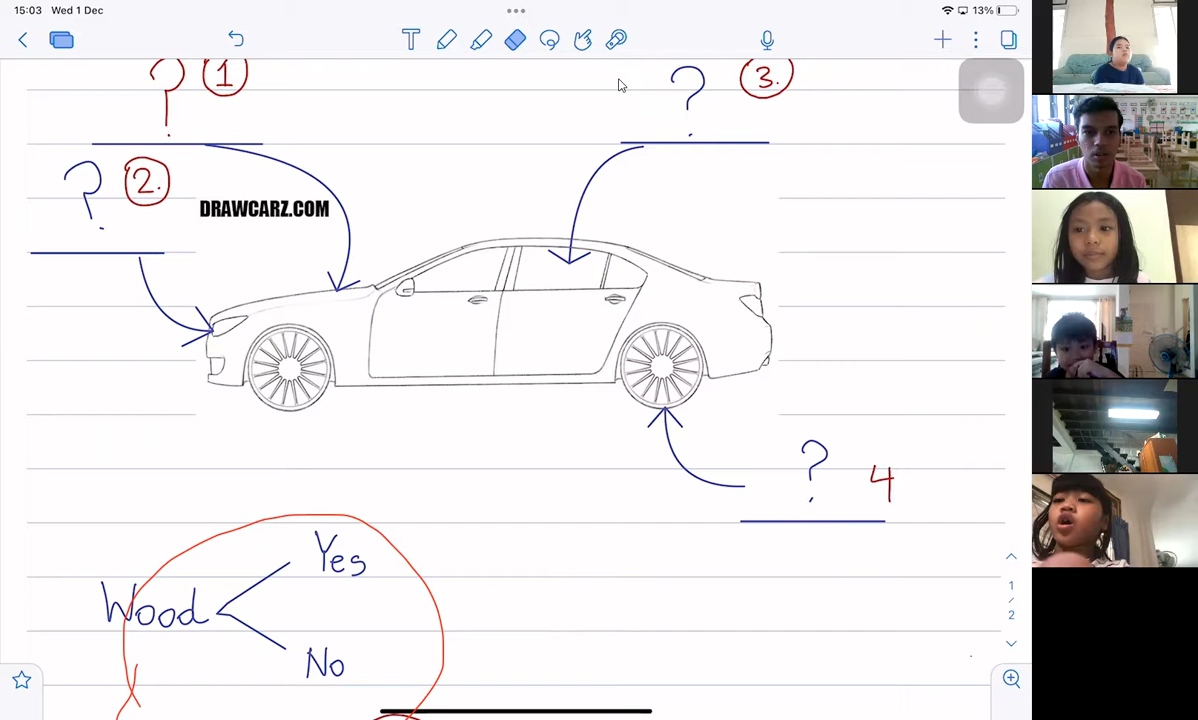 15:03 Wed 1 Dec
13%
? 1
? 3.
? 2.
DRAWCARZ.COM
? 4
Yes
Wood
No
1
/
2